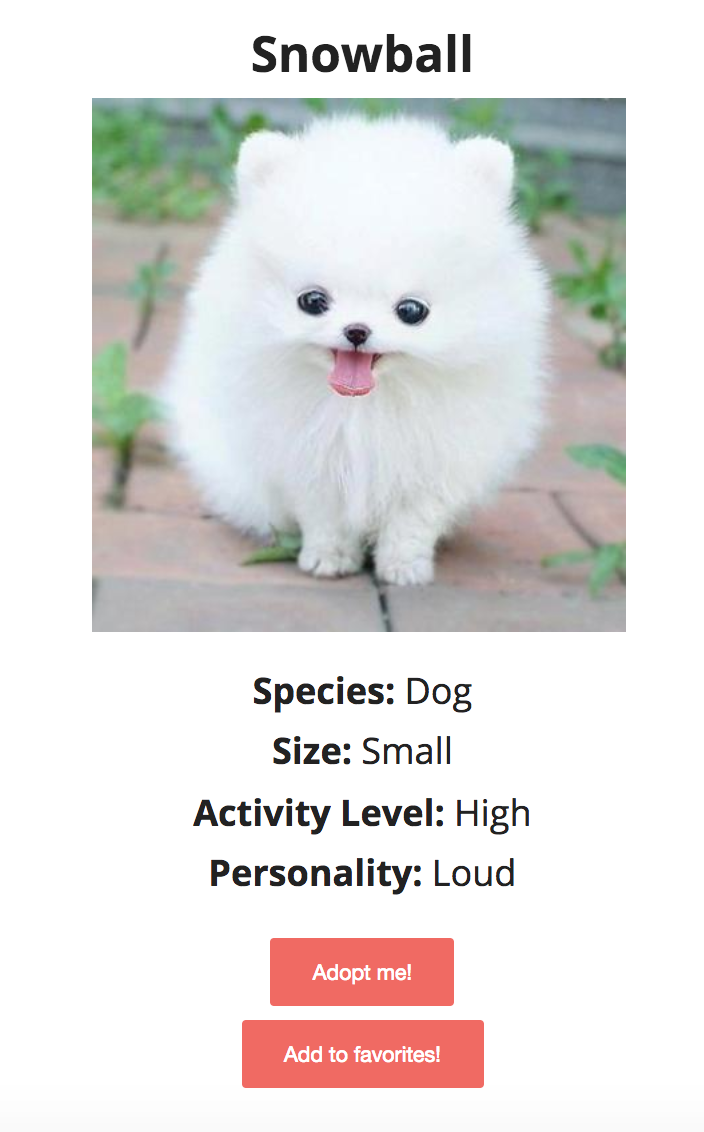 Snowball
Species: Dog
Size: Small
Activity Level: High
Personality: Loud
Adopt me!
Add to favorites!